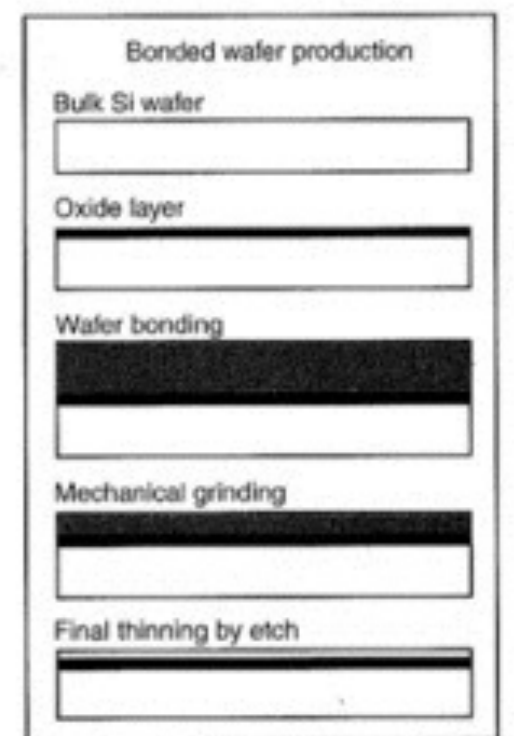 Bonded wafer production
Bulk Si wafer
Oxide layer
Wafer bonding
Mechanical grinding
Final thinning by etch